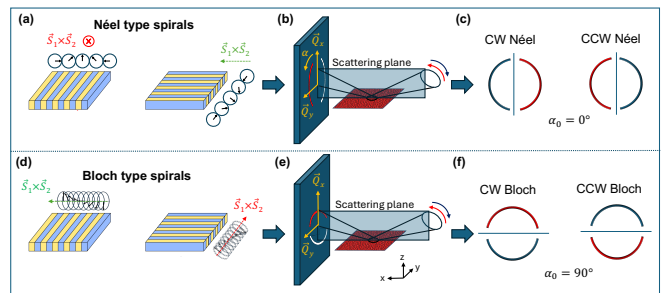 (a) Néel type spirals (b) (c) CW Néel CCW Néel
S⃗₁×S⃗₂ S⃗₁×S⃗₂
α Q⃗ₓ Scattering plane
Q⃗ᵧ
α₀ = 0°
(d) Bloch type spirals (e) (f) CW Bloch CCW Bloch
S⃗₁×S⃗₂ S⃗₁×S⃗₂
Q⃗ₓ Scattering plane
Q⃗ᵧ
z
x y
α₀ = 90°